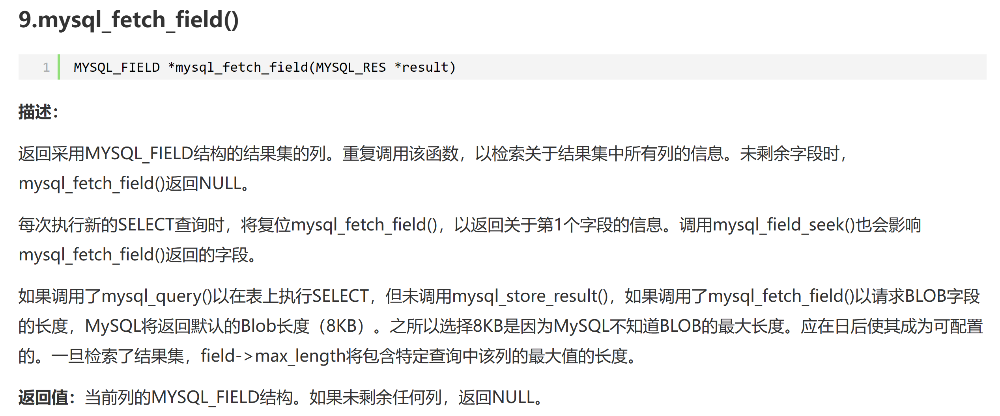 9.mysql_fetch_field()
1 MYSQL_FIELD *mysql_fetch_field(MYSQL_RES *result)
描述：
返回采用MYSQL_FIELD结构的结果集的列。重复调用该函数，以检索关于结果集中所有列的信息。未剩余字段时，
mysql_fetch_field()返回NULL。
每次执行新的SELECT查询时，将复位mysql_fetch_field()，以返回关于第1个字段的信息。调用mysql_field_seek()也会影响
mysql_fetch_field()返回的字段。
如果调用了mysql_query()以在表上执行SELECT，但未调用mysql_store_result()，如果调用了mysql_fetch_field()以请求BLOB字段
的长度，MySQL将返回默认的Blob长度（8KB）。之所以选择8KB是因为MySQL不知道BLOB的最大长度。应在日后使其成为可配置
的。一旦检索了结果集，field->max_length将包含特定查询中该列的最大值的长度。
返回值：当前列的MYSQL_FIELD结构。如果未剩余任何列，返回NULL。